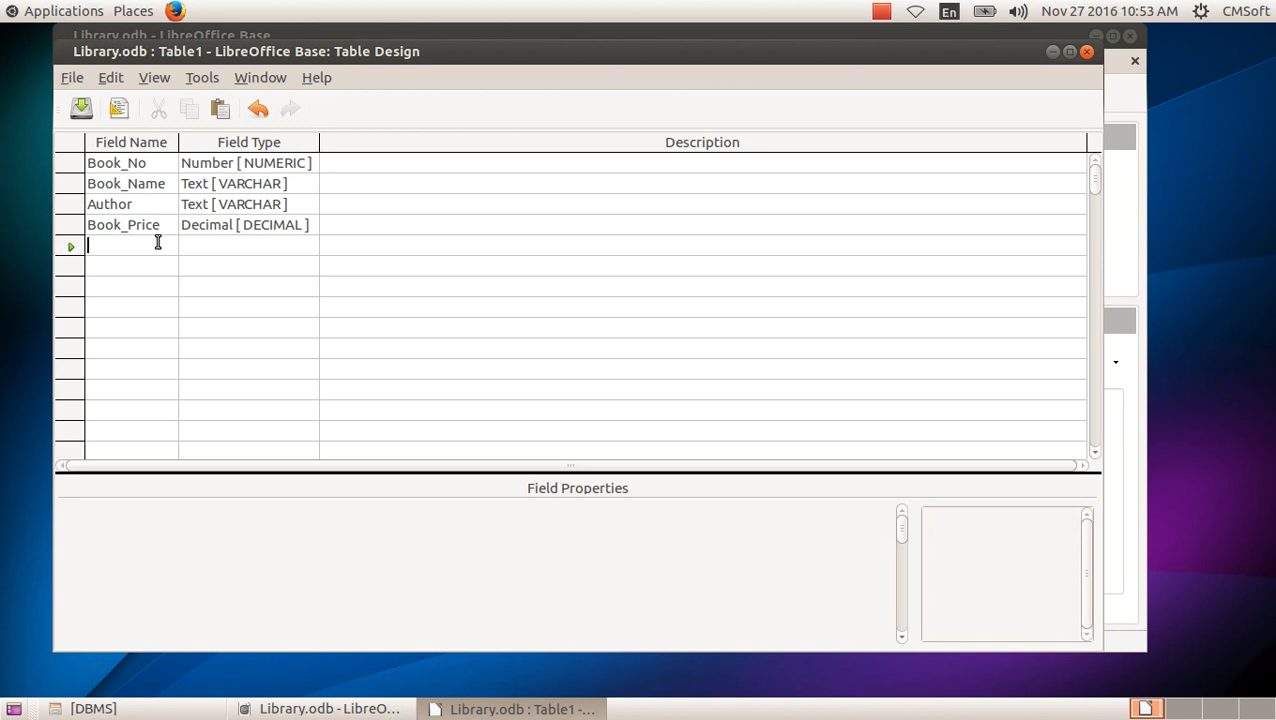 Applications Places En Nov 27 2016 10:53 AM CMSoft
Library.odb - LibreOffice Base
Library.odb : Table1 - LibreOffice Base: Table Design
File Edit View Tools Window Help
Field Name Field Type Description
Book_No Number [ NUMERIC ]
Book_Name Text [ VARCHAR ]
Author Text [ VARCHAR ]
Book_Price Decimal [ DECIMAL ]
Field Properties
[DBMS] Library.odb - LibreO... Library.odb : Table1 -...